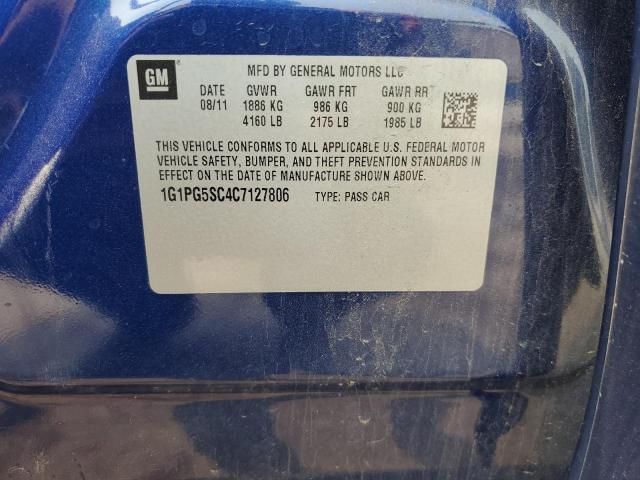 GM
MFD BY GENERAL MOTORS LLC
DATE GVWR GAWR FRT GAWR RR
08/11 1886 KG 986 KG 900 KG
4160 LB 2175 LB 1985 LB
THIS VEHICLE CONFORMS TO ALL APPLICABLE U.S. FEDERAL MOTOR
VEHICLE SAFETY, BUMPER, AND THEFT PREVENTION STANDARDS IN
EFFECT ON THE DATE OF MANUFACTURE SHOWN ABOVE.
1G1PG5SC4C7127806 TYPE: PASS CAR